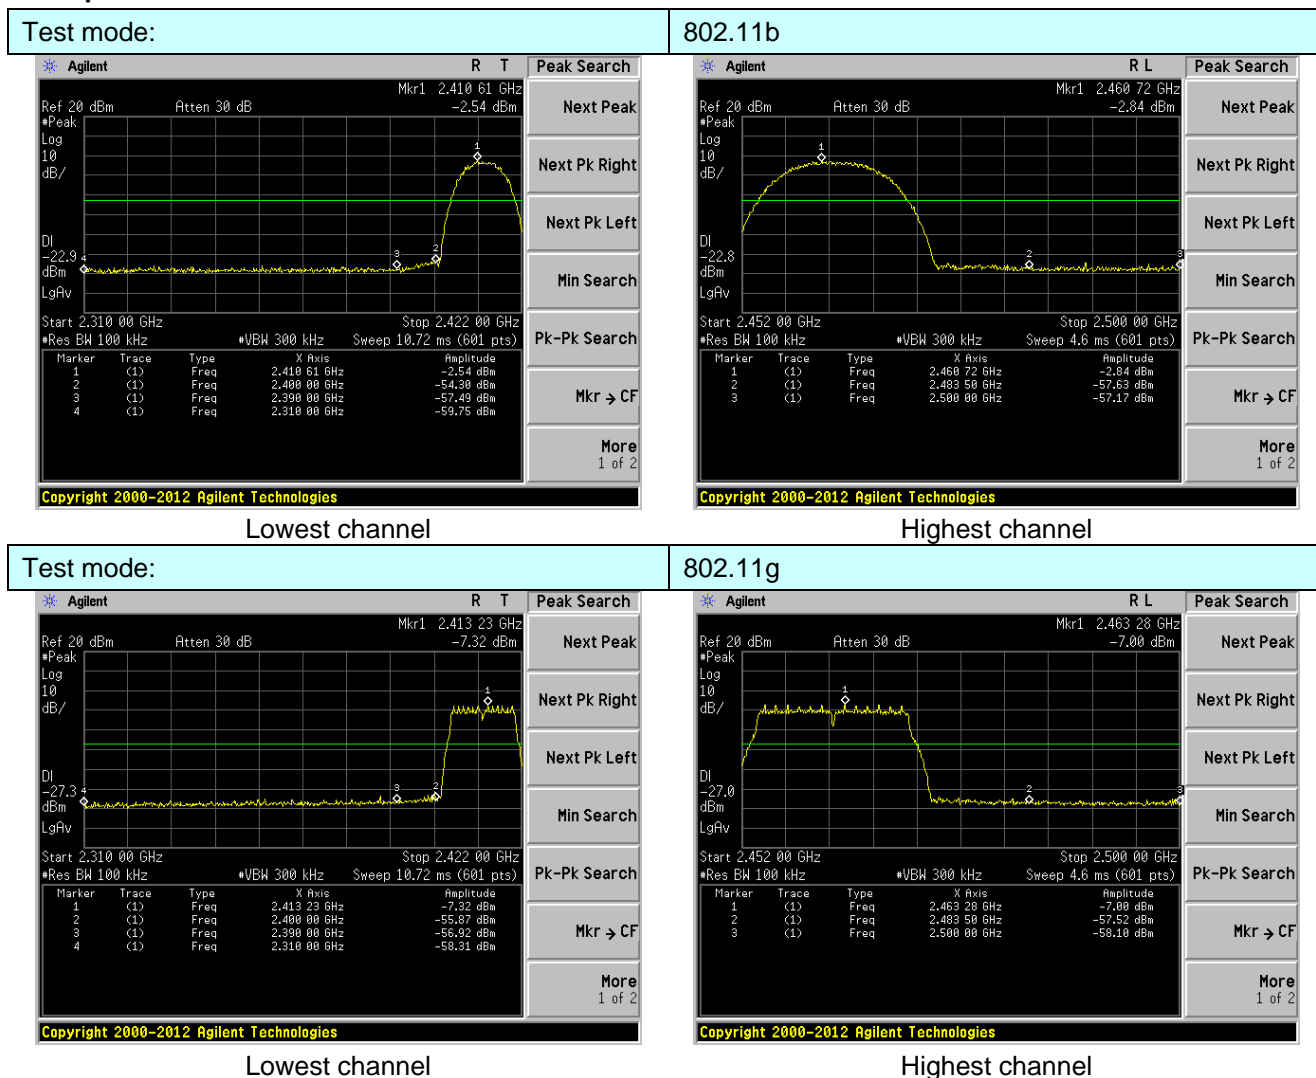 Test mode: 802.11b
Agilent R T Peak Search
Mkr1 2.410 61 GHz
Ref 20 dBm Atten 30 dB -2.54 dBm
#Peak
Log
10
dB/
1
DI
-22.9
dBm
LgAv
4 3 2
Start 2.310 00 GHz Stop 2.422 00 GHz
#Res BW 100 kHz #VBW 300 kHz Sweep 10.72 ms (601 pts)
Marker Trace Type X Axis Amplitude
1 (1) Freq 2.410 61 GHz -2.54 dBm
2 (1) Freq 2.400 00 GHz -54.30 dBm
3 (1) Freq 2.390 00 GHz -57.49 dBm
4 (1) Freq 2.310 00 GHz -59.75 dBm
Next Peak
Next Pk Right
Next Pk Left
Min Search
Pk-Pk Search
Mkr → CF
More
1 of 2
Copyright 2000-2012 Agilent Technologies
Lowest channel
Agilent R L Peak Search
Mkr1 2.460 72 GHz
Ref 20 dBm Atten 30 dB -2.84 dBm
#Peak
Log
10
dB/
1
DI
-22.8
dBm
LgAv
2 3
Start 2.452 00 GHz Stop 2.500 00 GHz
#Res BW 100 kHz #VBW 300 kHz Sweep 4.6 ms (601 pts)
Marker Trace Type X Axis Amplitude
1 (1) Freq 2.460 72 GHz -2.84 dBm
2 (1) Freq 2.483 50 GHz -57.63 dBm
3 (1) Freq 2.500 00 GHz -57.17 dBm
Next Peak
Next Pk Right
Next Pk Left
Min Search
Pk-Pk Search
Mkr → CF
More
1 of 2
Copyright 2000-2012 Agilent Technologies
Highest channel
Test mode: 802.11g
Agilent R T Peak Search
Mkr1 2.413 23 GHz
Ref 20 dBm Atten 30 dB -7.32 dBm
#Peak
Log
10
dB/
1
DI
-27.3
dBm
LgAv
4 3 2
Start 2.310 00 GHz Stop 2.422 00 GHz
#Res BW 100 kHz #VBW 300 kHz Sweep 10.72 ms (601 pts)
Marker Trace Type X Axis Amplitude
1 (1) Freq 2.413 23 GHz -7.32 dBm
2 (1) Freq 2.400 00 GHz -55.87 dBm
3 (1) Freq 2.390 00 GHz -56.92 dBm
4 (1) Freq 2.310 00 GHz -58.31 dBm
Next Peak
Next Pk Right
Next Pk Left
Min Search
Pk-Pk Search
Mkr → CF
More
1 of 2
Copyright 2000-2012 Agilent Technologies
Lowest channel
Agilent R L Peak Search
Mkr1 2.463 28 GHz
Ref 20 dBm Atten 30 dB -7.00 dBm
#Peak
Log
10
dB/
1
DI
-27.0
dBm
LgAv
2 3
Start 2.452 00 GHz Stop 2.500 00 GHz
#Res BW 100 kHz #VBW 300 kHz Sweep 4.6 ms (601 pts)
Marker Trace Type X Axis Amplitude
1 (1) Freq 2.463 28 GHz -7.00 dBm
2 (1) Freq 2.483 50 GHz -57.52 dBm
3 (1) Freq 2.500 00 GHz -58.10 dBm
Next Peak
Next Pk Right
Next Pk Left
Min Search
Pk-Pk Search
Mkr → CF
More
1 of 2
Copyright 2000-2012 Agilent Technologies
Highest channel